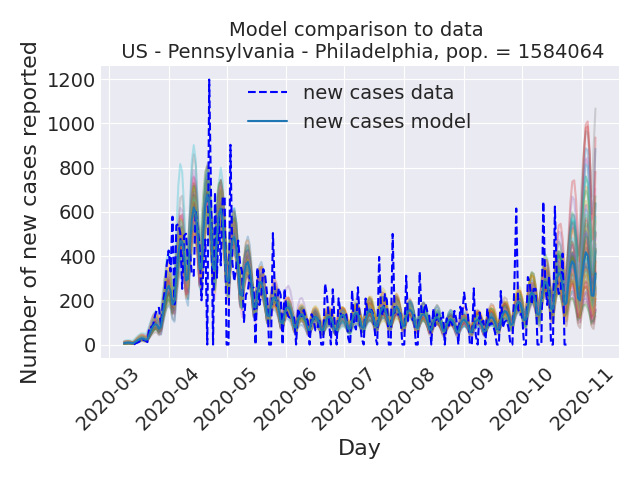 Model comparison to data
US - Pennsylvania - Philadelphia, pop. = 1584064
new cases data
new cases model
Number of new cases reported
1200
1000
800
600
400
200
0
2020-03
2020-04
2020-05
2020-06
2020-07
2020-08
2020-09
2020-10
2020-11
Day